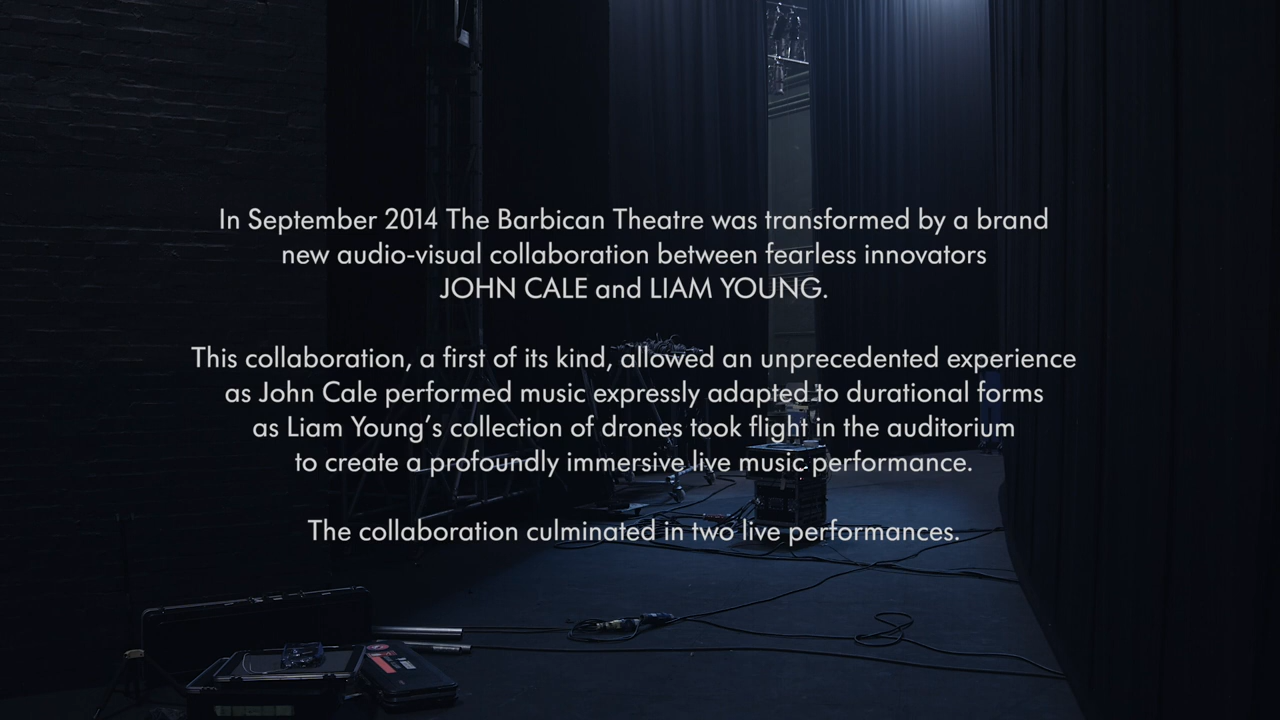 In September 2014 The Barbican Theatre was transformed by a brand
new audio-visual collaboration between fearless innovators
JOHN CALE and LIAM YOUNG.
This collaboration, a first of its kind, allowed an unprecedented experience
as John Cale performed music expressly adapted to durational forms
as Liam Young's collection of drones took flight in the auditorium
to create a profoundly immersive live music performance.
The collaboration culminated in two live performances.